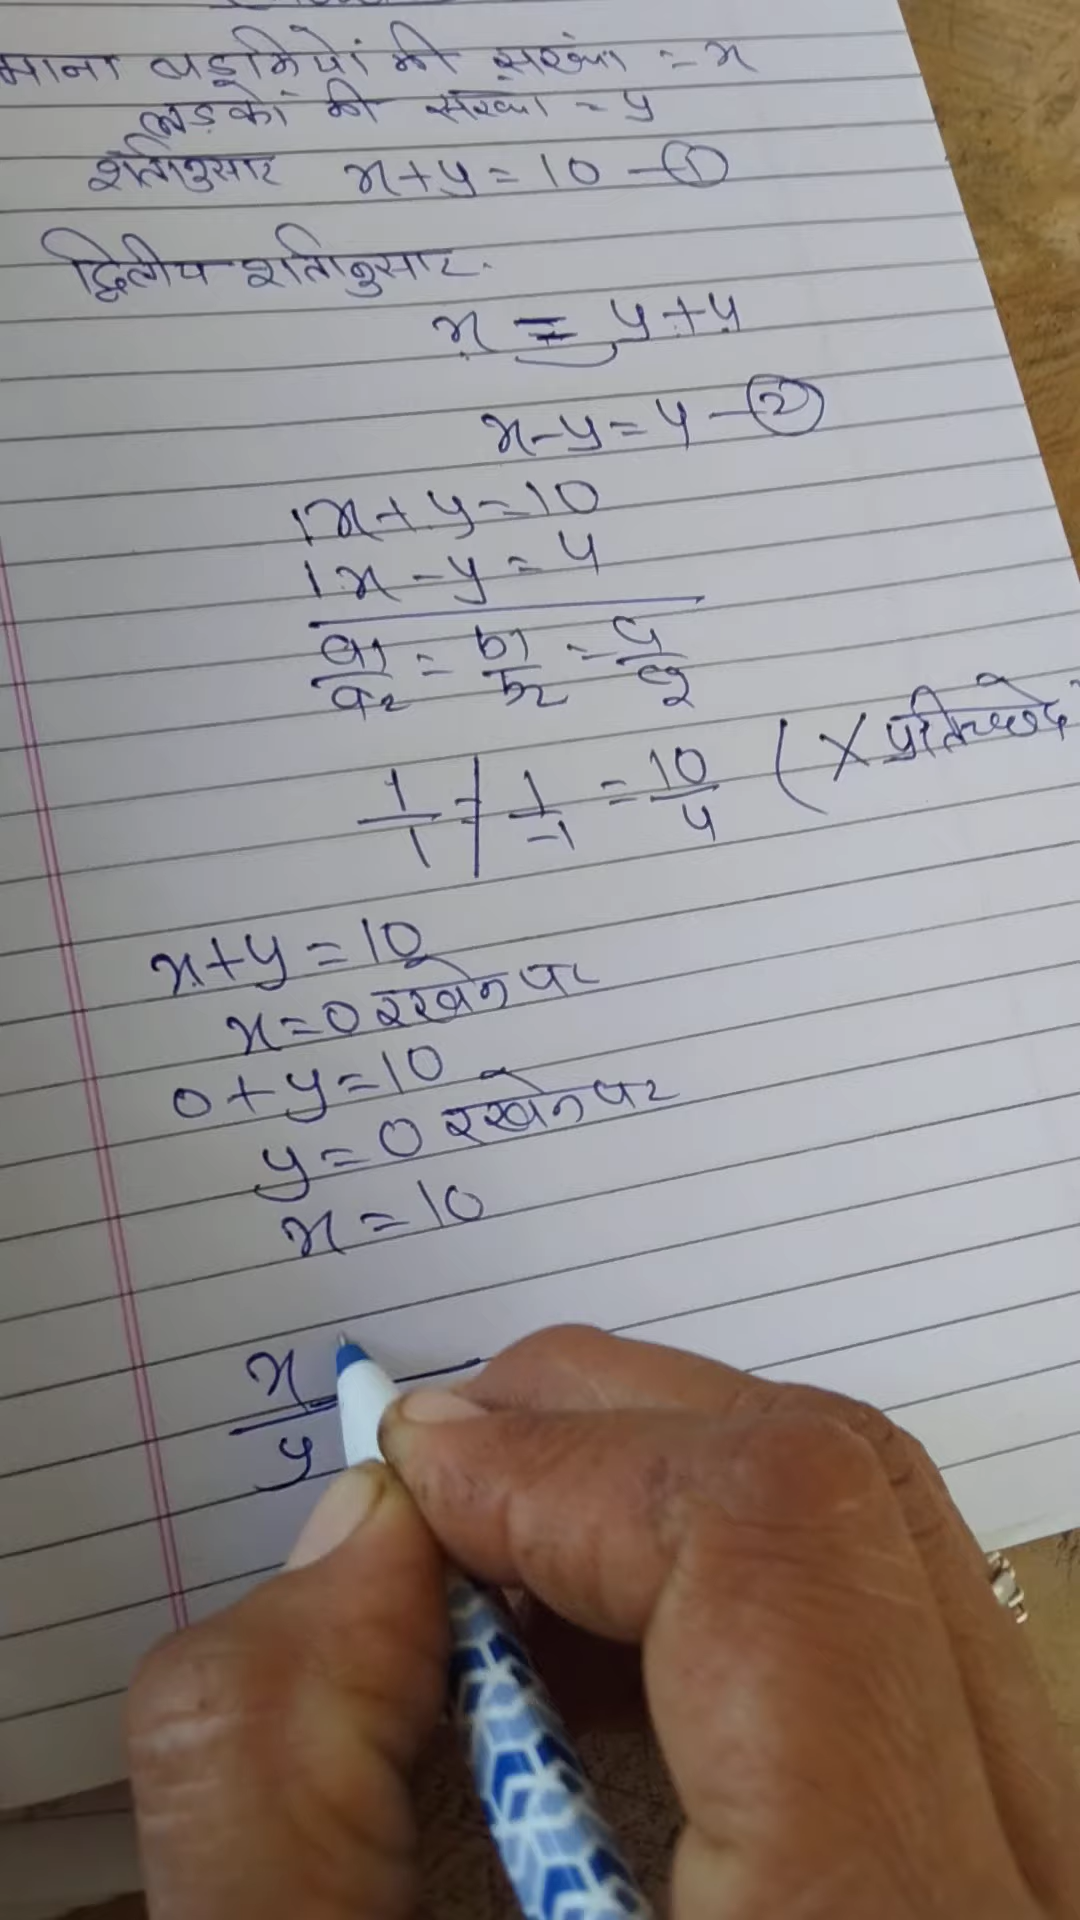 माना लड़कियों की संख्या = x
लड़कों की संख्या = y
शर्तानुसार x+y = 10 - ①
द्वितीय शर्तानुसार.
x = y+4
x-y=4-②
1x+y=10
1x-y=4
a1/a2 = b1/b2 = c1/c2
1/1 ≠ 1/-1 = 10/4 (X प्रतिच्छेद
x+y=10
x=0 रखने पर
0+y=10
y=0 रखने पर
x=10
x
y